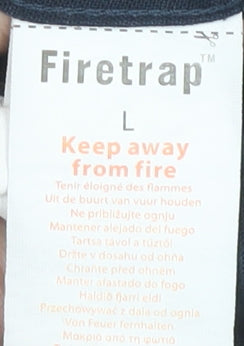 Firetrap™
L
Keep away
from fire
Tenir éloigné des flammes
Uit de buurt van vuur houden
Ne približujte ognju
Mantener alejado del fuego
Tartsa távol a tűztől
Držte v dosahu od ohňa
Chraňte před ohněm
Manter afastado do fogo
Haldið fjarri eldi
Przechowywać z dala od ognia
Von Feuer fernhalten
Μακριά από τη φωτιά